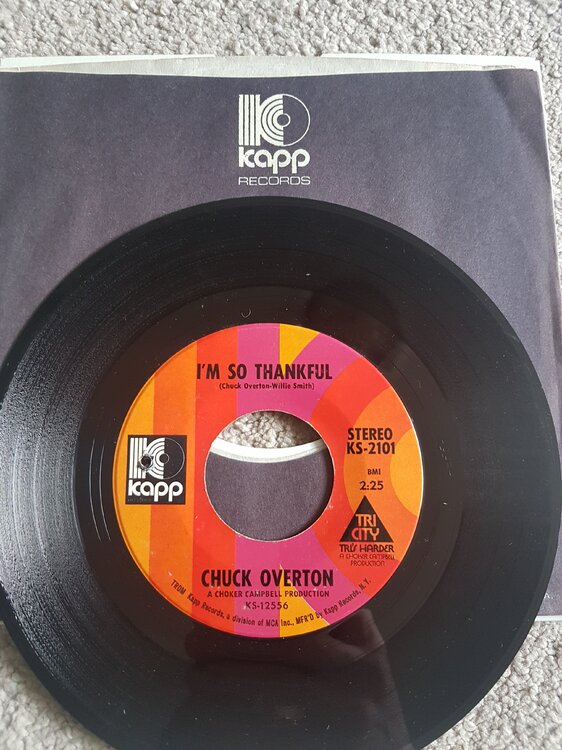 kapp
RECORDS
I'M SO THANKFUL
(Chuck Overton-Willie Smith)
STEREO
KS-2101
BMI
2:25
kapp
TRI
CITY
TRI'S HARDER
A CHOKER CAMPBELL
PRODUCTION
CHUCK OVERTON
A CHOKER CAMPBELL PRODUCTION
KS-12556
Kapp Records, a division of MCA Inc., MFR'D by Kapp Records, N.Y.